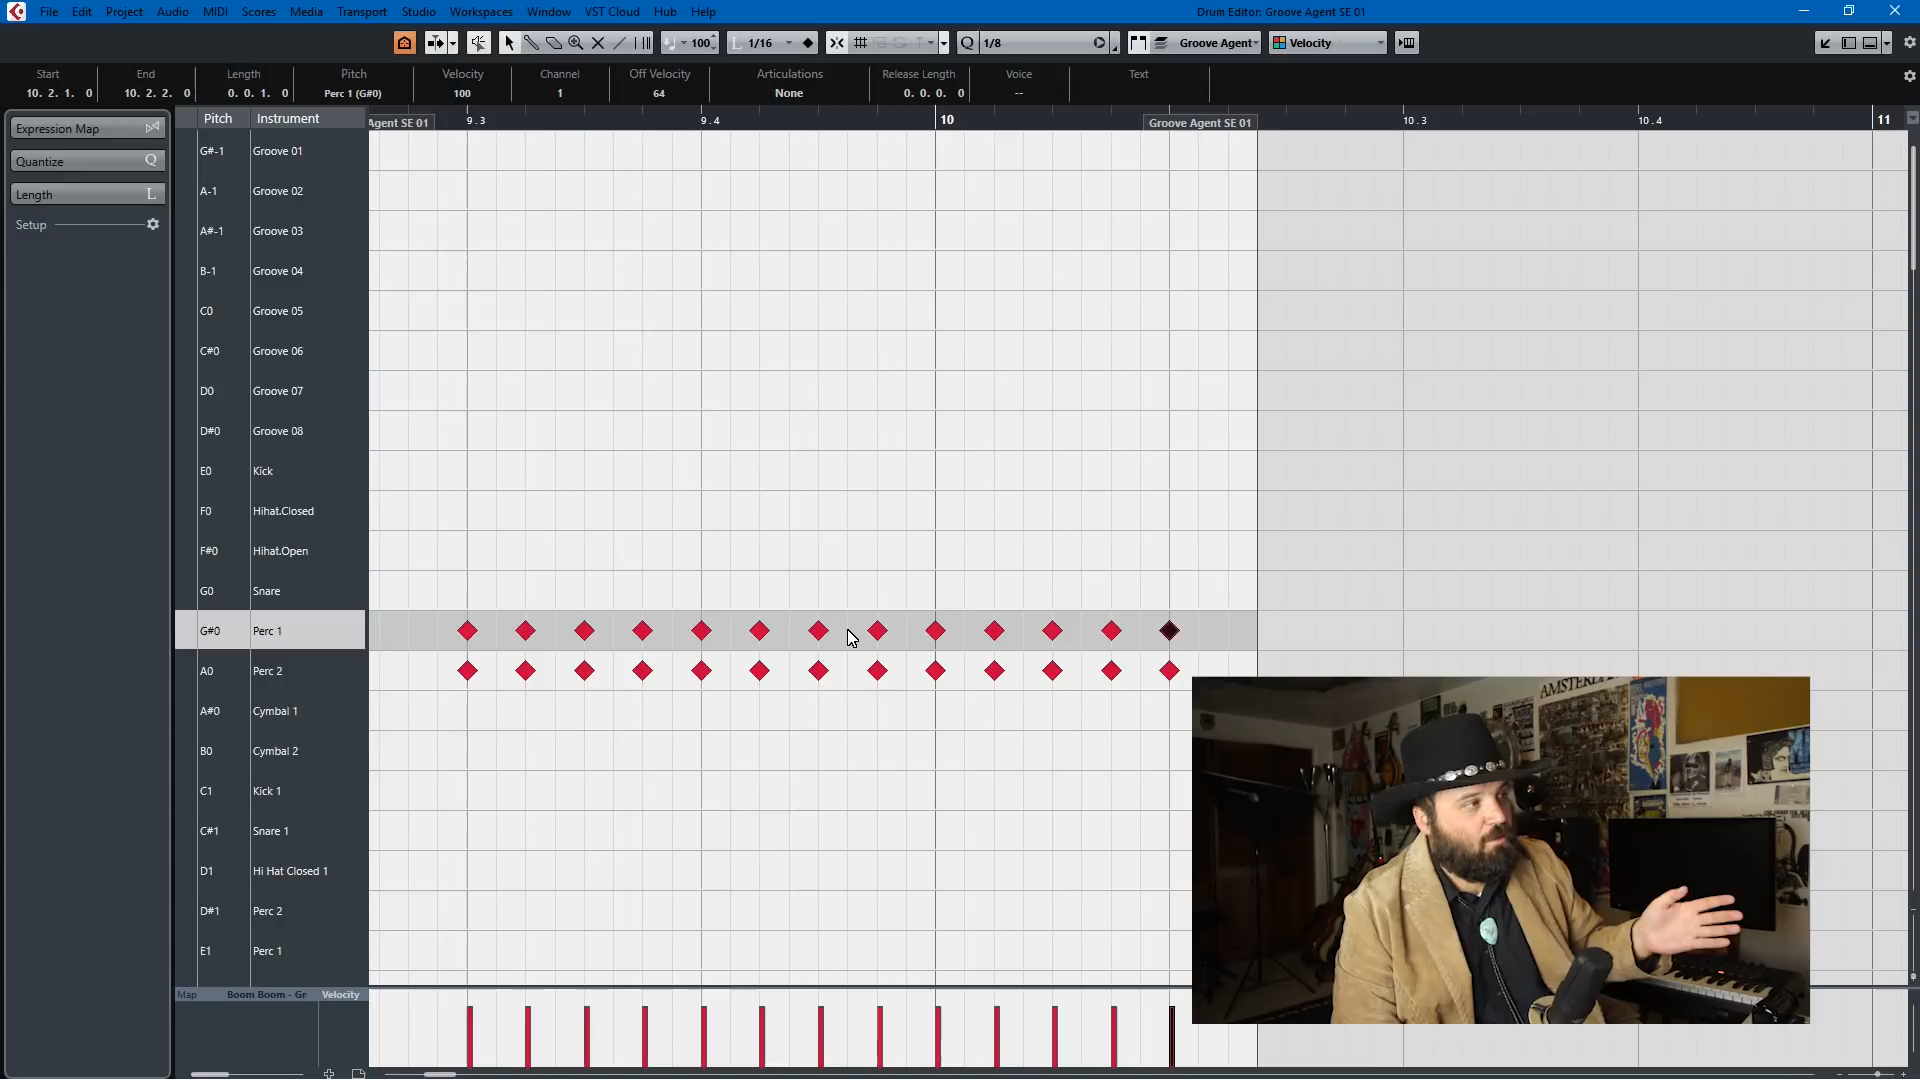 File Edit Project Audio MIDI Scores Media Transport Studio Workspaces Window VST Cloud Hub Help
Drum Editor: Groove Agent SE 01
100 L 1/16 Q 1/8 Groove Agent Velocity
Start End Length Pitch Velocity Channel Off Velocity Articulations Release Length Voice Text
10. 2. 1. 0 10. 2. 2. 0 0. 0. 1. 0 Perc 1 (G#0) 100 1 64 None 0. 0. 0. 0 --
Pitch Instrument Agent SE 01 9.3 9.4 10 Groove Agent SE 01 10.3 10.4 11
Expression Map
Quantize Q
Length L
Setup
G#-1 Groove 01
A-1 Groove 02
A#-1 Groove 03
B-1 Groove 04
C0 Groove 05
C#0 Groove 06
D0 Groove 07
D#0 Groove 08
E0 Kick
F0 Hihat.Closed
F#0 Hihat.Open
G0 Snare
G#0 Perc 1
A0 Perc 2
A#0 Cymbal 1
B0 Cymbal 2
C1 Kick 1
C#1 Snare 1
D1 Hi Hat Closed 1
D#1 Perc 2
E1 Perc 1
Map Boom Boom - Gr Velocity